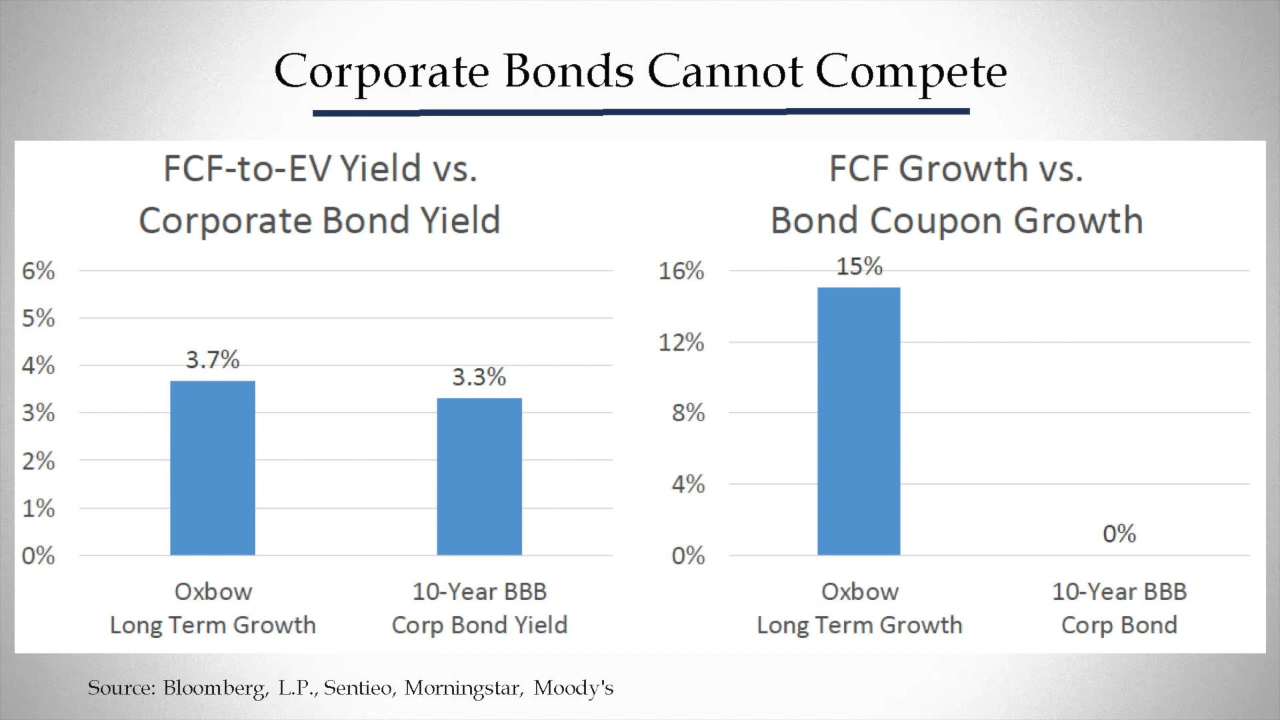 Corporate Bonds Cannot Compete
FCF-to-EV Yield vs.
Corporate Bond Yield
6%
5%
4%
3%
2%
1%
0%
3.7%
3.3%
Oxbow
Long Term Growth
10-Year BBB
Corp Bond Yield
FCF Growth vs.
Bond Coupon Growth
16%
12%
8%
4%
0%
15%
0%
Oxbow
Long Term Growth
10-Year BBB
Corp Bond
Source: Bloomberg, L.P., Sentieo, Morningstar, Moody's